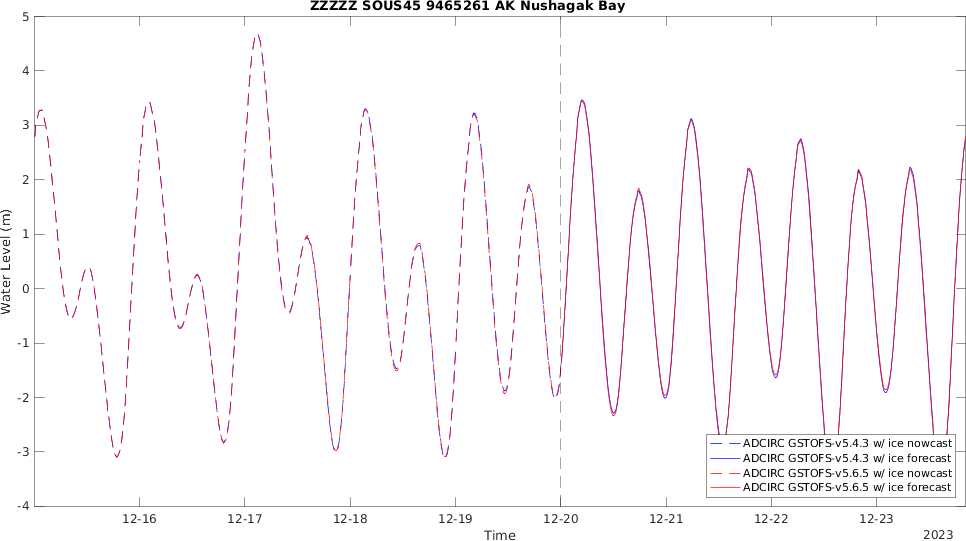 ZZZZZ SOUS45 9465261 AK Nushagak Bay
5
4
3
2
1
0
-1
-2
-3
-4
Water Level (m)
12-16
12-17
12-18
12-19
12-20
12-21
12-22
12-23
Time
2023
ADCIRC GSTOFS-v5.4.3 w/ ice nowcast
ADCIRC GSTOFS-v5.4.3 w/ ice forecast
ADCIRC GSTOFS-v5.6.5 w/ ice nowcast
ADCIRC GSTOFS-v5.6.5 w/ ice forecast